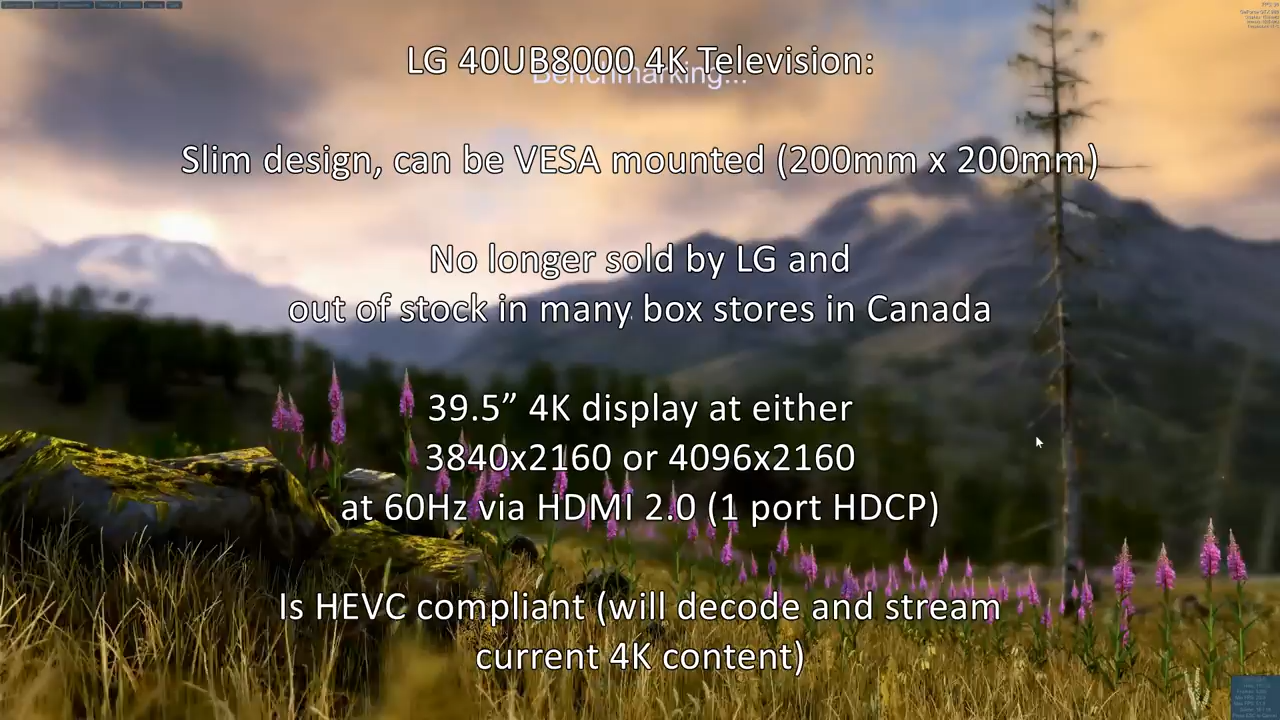 LG 40UB8000 4K Television:
Benchmarking...
Slim design, can be VESA mounted (200mm x 200mm)
No longer sold by LG and
out of stock in many box stores in Canada
39.5” 4K display at either
3840x2160 or 4096x2160
at 60Hz via HDMI 2.0 (1 port HDCP)
Is HEVC compliant (will decode and stream
current 4K content)